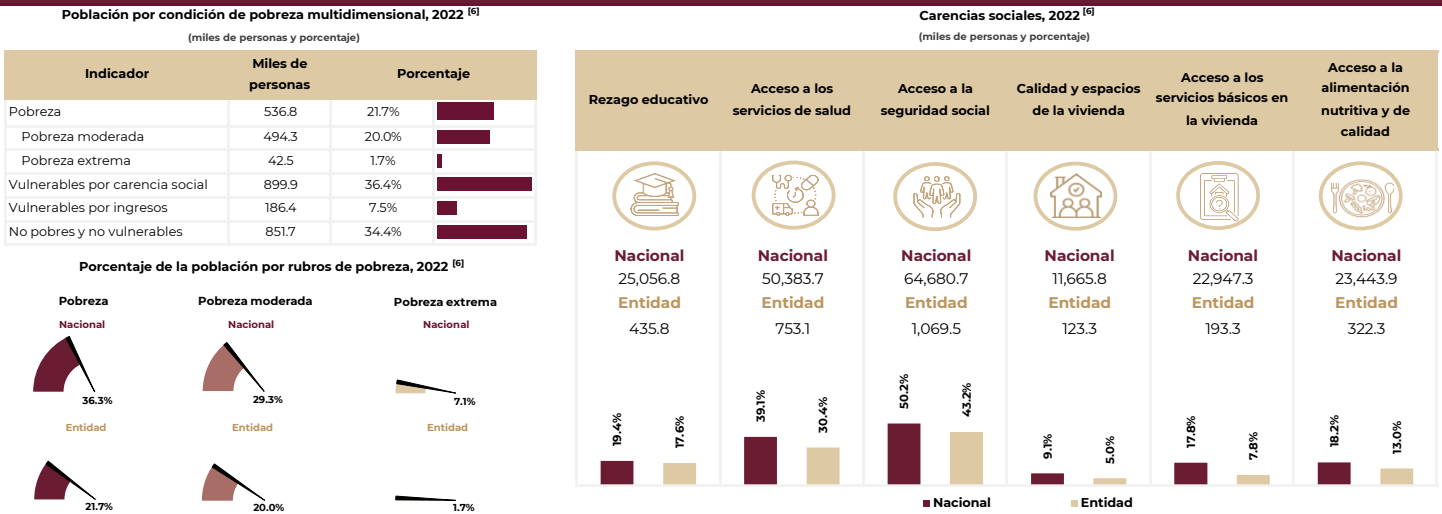 Población por condición de pobreza multidimensional, 2022 [6]
(miles de personas y porcentaje)
Indicador Miles de personas Porcentaje
Pobreza 536.8 21.7%
Pobreza moderada 494.3 20.0%
Pobreza extrema 42.5 1.7%
Vulnerables por carencia social 899.9 36.4%
Vulnerables por ingresos 186.4 7.5%
No pobres y no vulnerables 851.7 34.4%
Porcentaje de la población por rubros de pobreza, 2022 [6]
Pobreza Pobreza moderada Pobreza extrema
Nacional Nacional Nacional
36.3% 29.3% 7.1%
Entidad Entidad Entidad
21.7% 20.0% 1.7%
Carencias sociales, 2022 [6]
(miles de personas y porcentaje)
Rezago educativo
Acceso a los
servicios de salud
Acceso a la
seguridad social
Calidad y espacios
de la vivienda
Acceso a los
servicios básicos en
la vivienda
Acceso a la
alimentación
nutritiva y de
calidad
Nacional Nacional Nacional Nacional Nacional Nacional
25,056.8 50,383.7 64,680.7 11,665.8 22,947.3 23,443.9
Entidad Entidad Entidad Entidad Entidad Entidad
435.8 753.1 1,069.5 123.3 193.3 322.3
19.4% 17.6% 39.1% 30.4% 50.2% 43.2% 9.1% 5.0% 17.8% 7.8% 18.2% 13.0%
Nacional Entidad